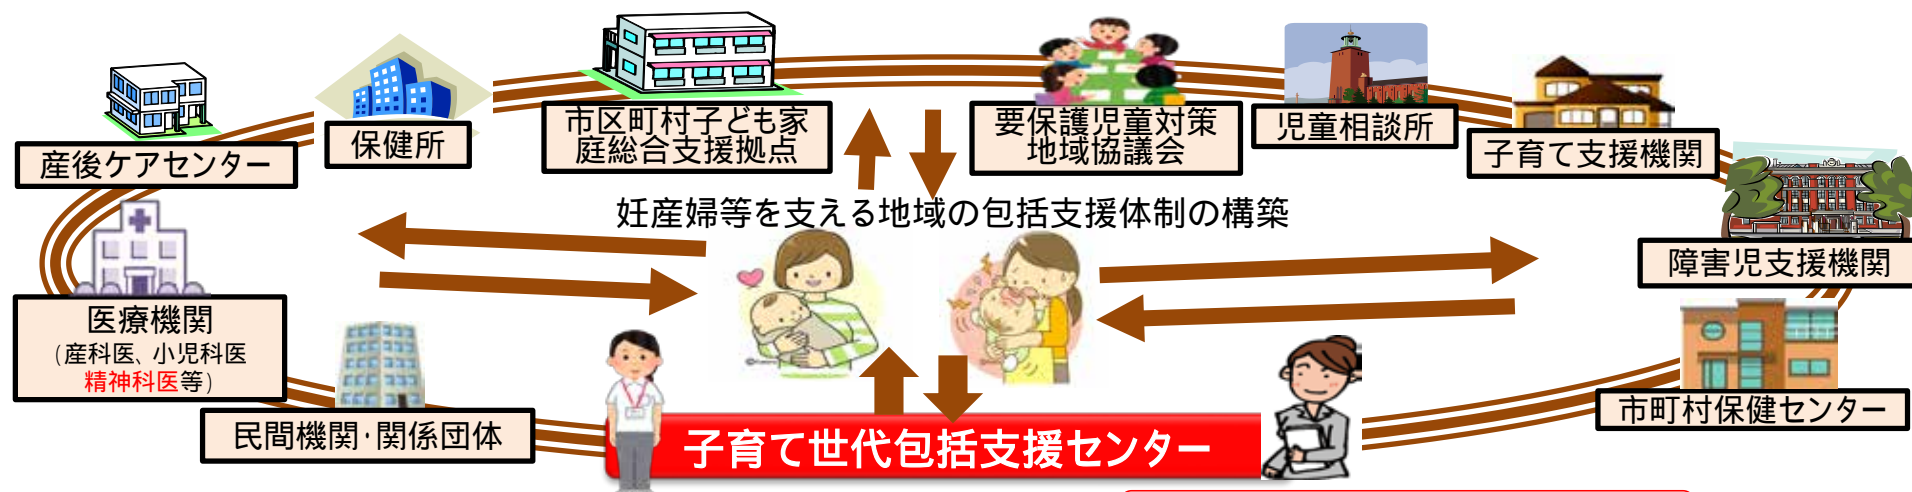 市区町村子ども家
庭総合支援拠点
要保護児童対策
地域協議会
児童相談所
保健所
子育て支援機関
産後ケアセンター
妊産婦等を支える地域の包括支援体制の構築
障害児支援機関
医療機関
(産科医、小児科医
精神科医等)
市町村保健センター
民間機関・関係団体
子育て世代包括支援センター